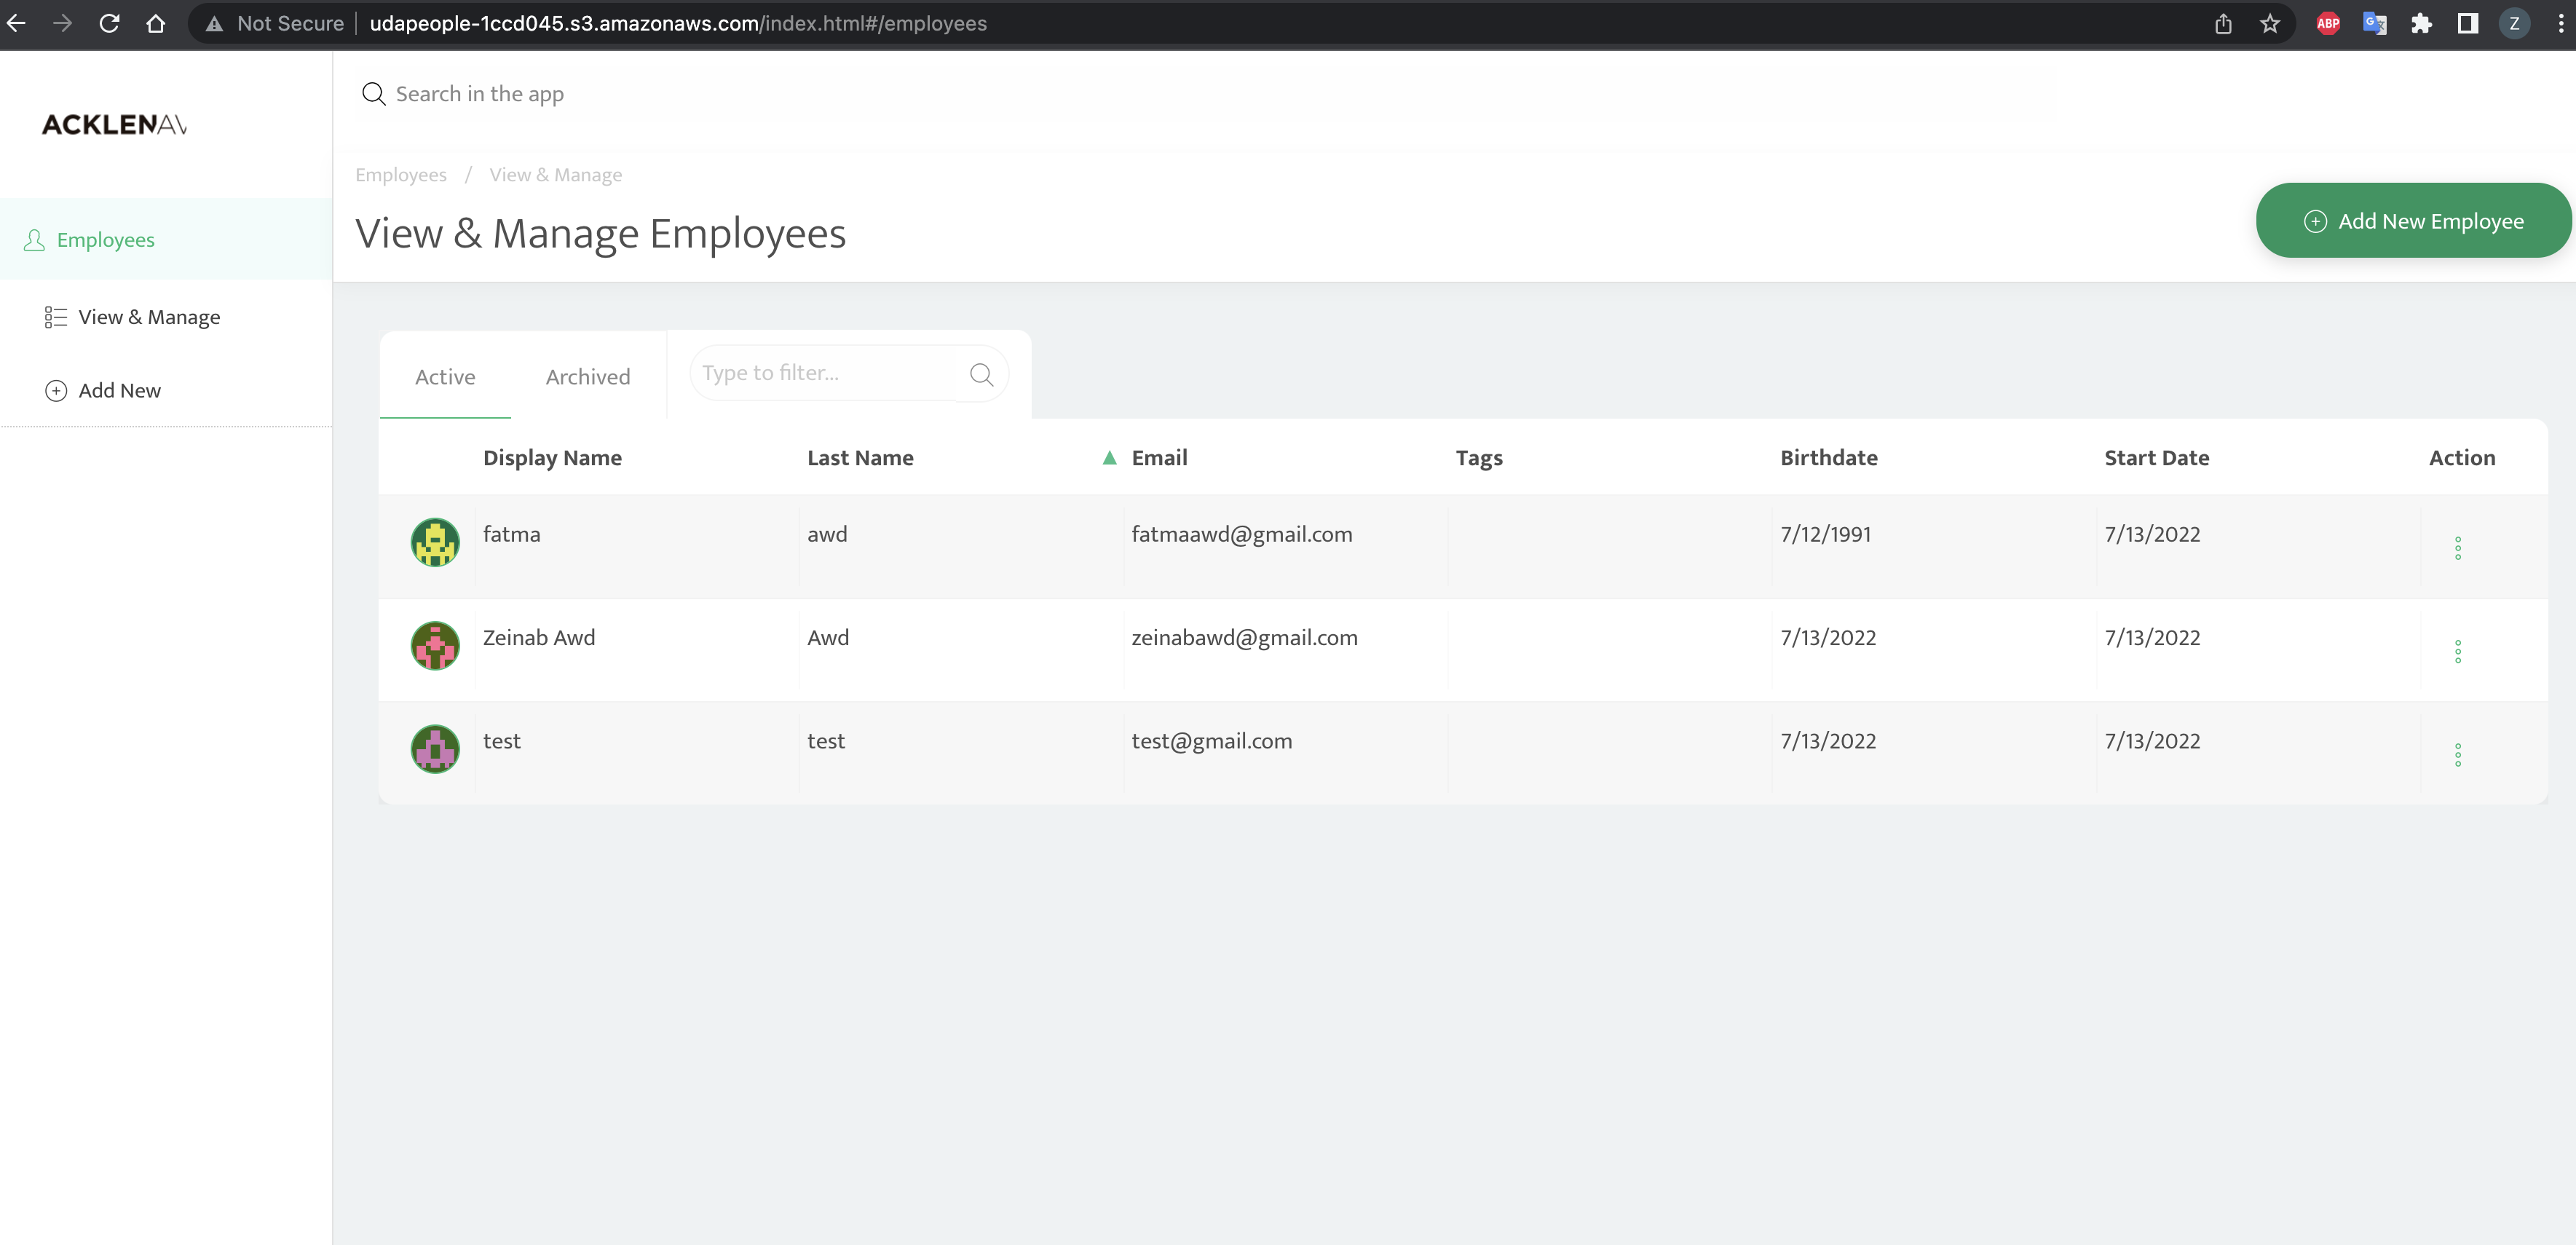 Not Secure udapeople-1ccd045.s3.amazonaws.com/index.html#/employees ABP G Z
ACKLENAV
Search in the app
Employees / View & Manage
View & Manage Employees
Add New Employee
Employees
View & Manage
Add New
Active Archived Type to filter...
Display Name Last Name Email Tags Birthdate Start Date Action
fatma awd fatmaawd@gmail.com 7/12/1991 7/13/2022
Zeinab Awd Awd zeinabawd@gmail.com 7/13/2022 7/13/2022
test test test@gmail.com 7/13/2022 7/13/2022